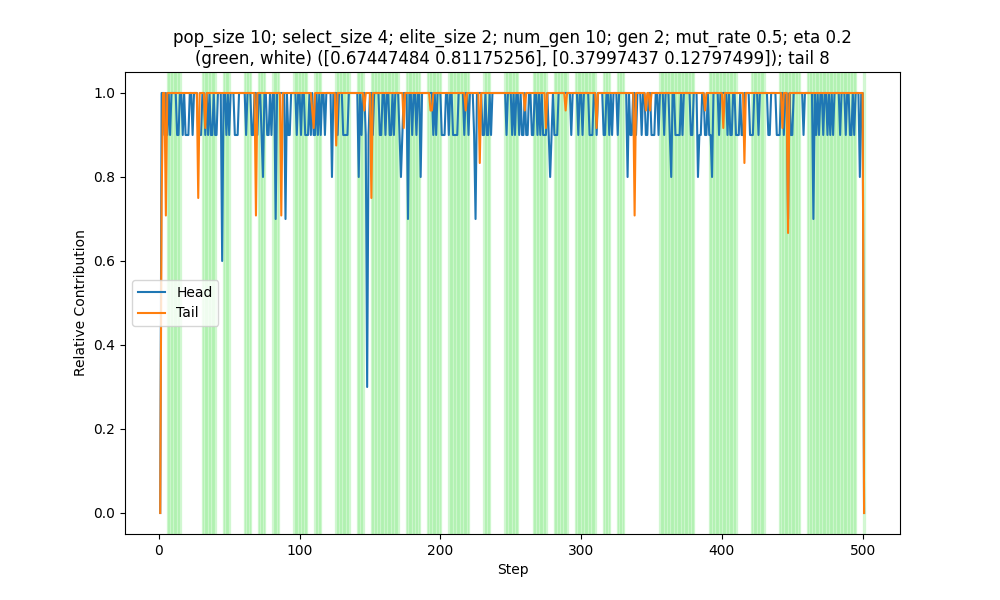 pop_size 10; select_size 4; elite_size 2; num_gen 10; gen 2; mut_rate 0.5; eta 0.2
(green, white) ([0.67447484 0.81175256], [0.37997437 0.12797499]); tail 8
1.0
0.8
0.6
0.4
0.2
0.0
Relative Contribution
Head
Tail
0
100
200
300
400
500
Step